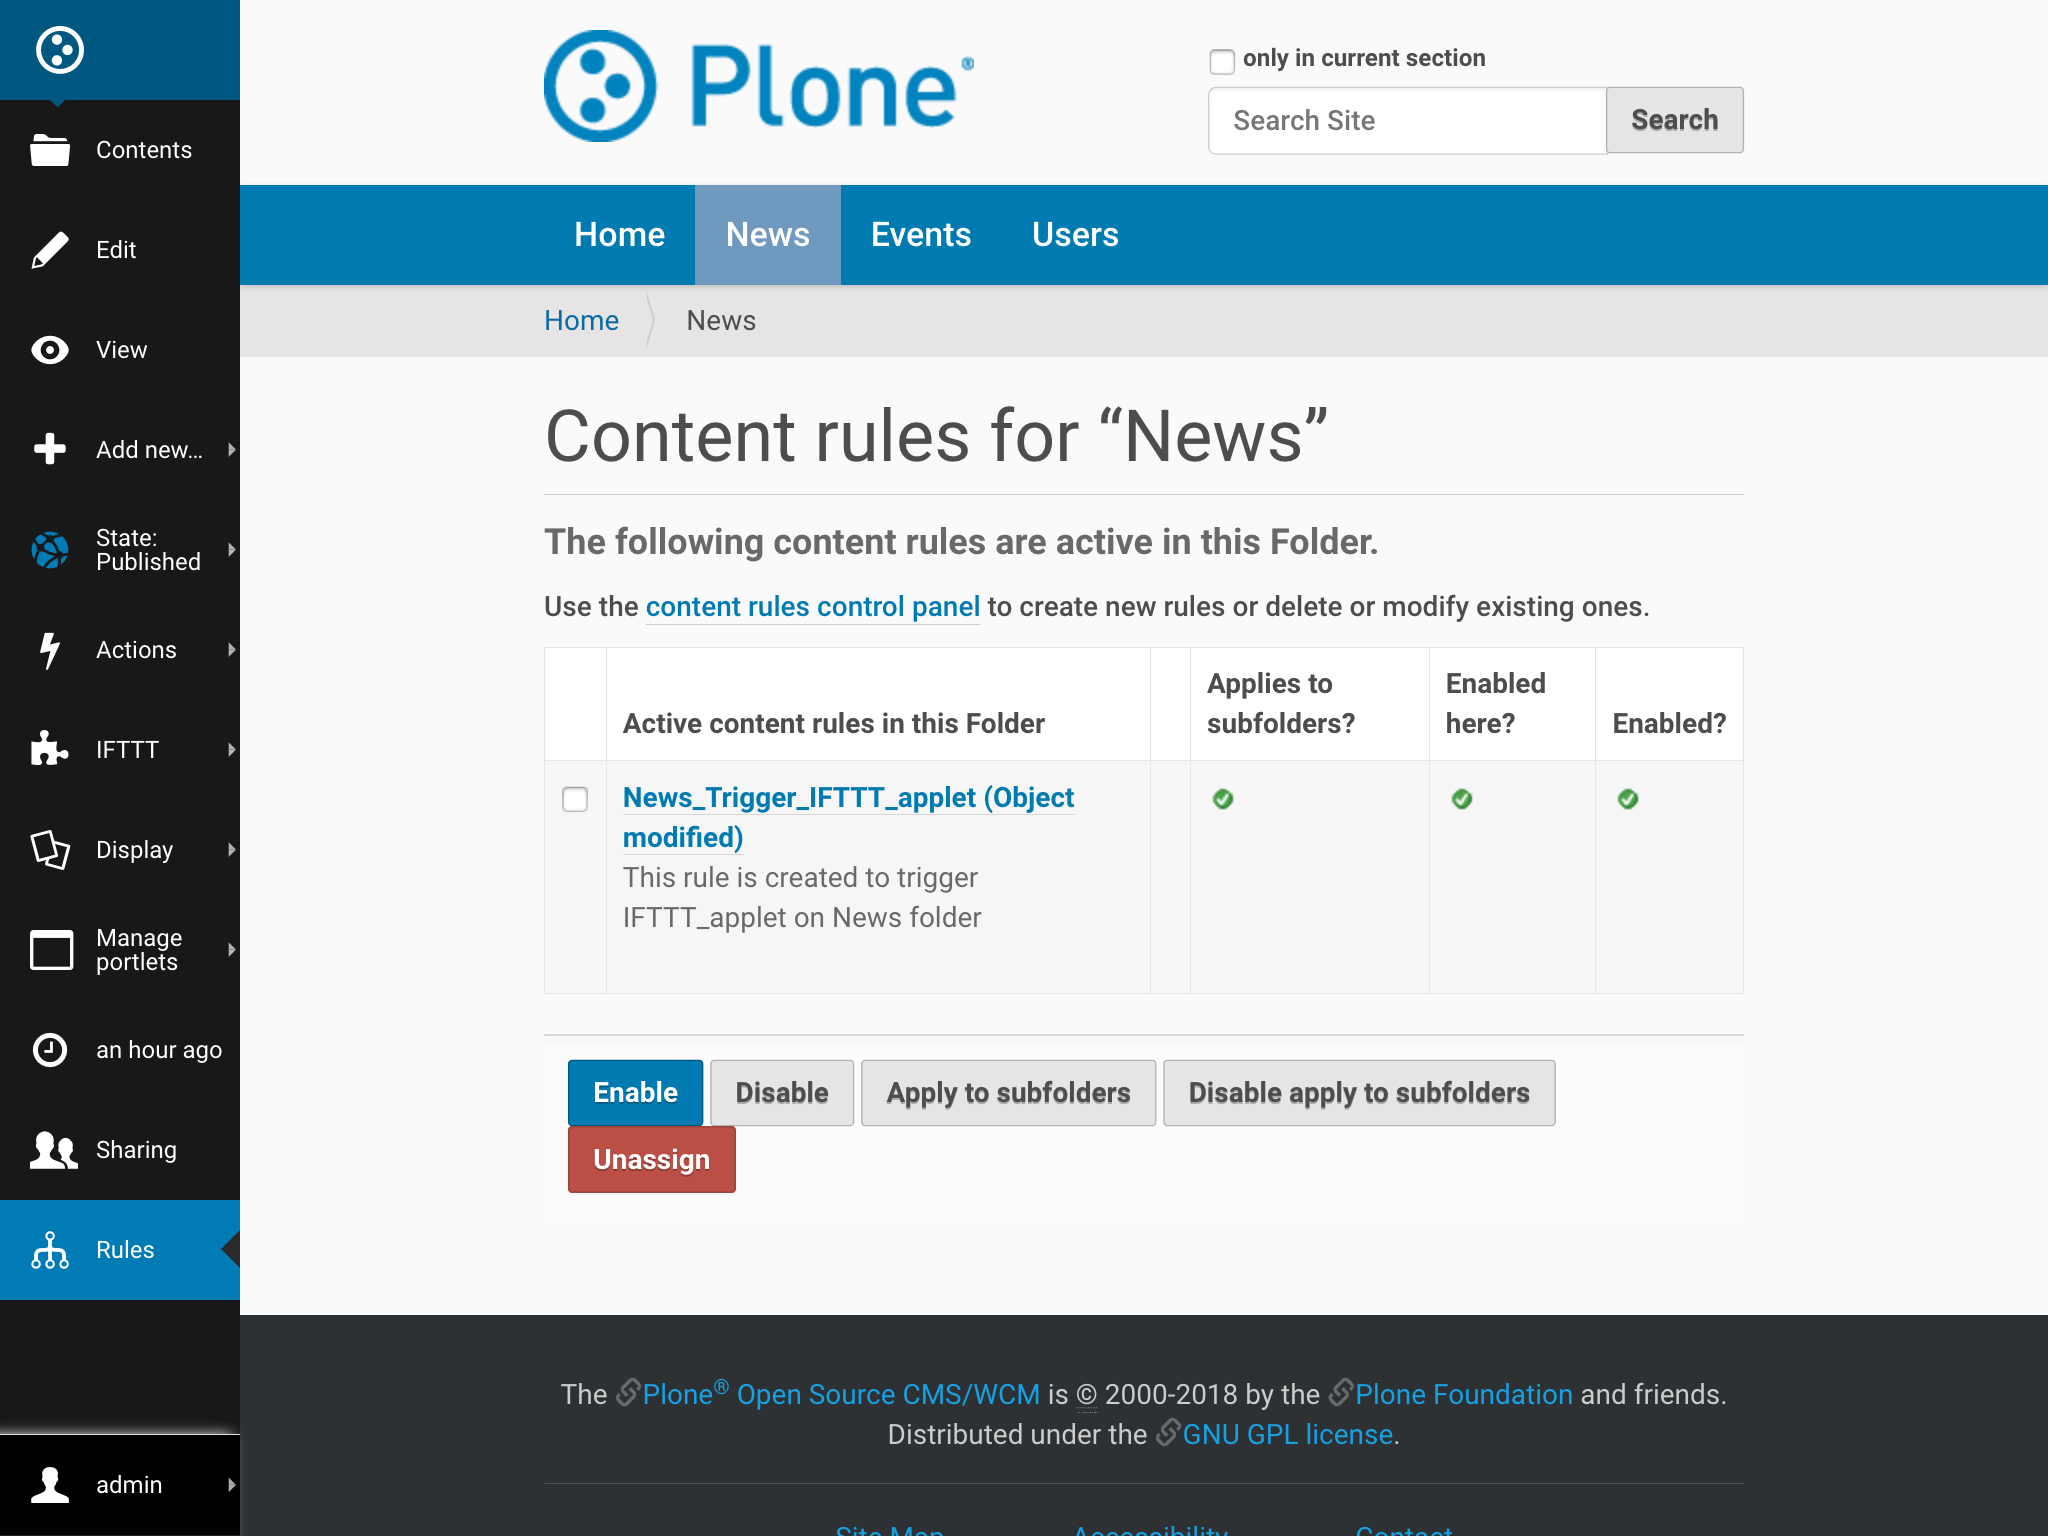 Contents
Edit
View
Add new...
State:
Published
Actions
IFTTT
Display
Manage
portlets
an hour ago
Sharing
Rules
admin
Plone®
only in current section
Search Site
Search
Home
News
Events
Users
Home
News
Content rules for “News”
The following content rules are active in this Folder.
Use the content rules control panel to create new rules or delete or modify existing ones.
Active content rules in this Folder
Applies to
subfolders?
Enabled
here?
Enabled?
News_Trigger_IFTTT_applet (Object
modified)
This rule is created to trigger
IFTTT_applet on News folder
Enable
Disable
Apply to subfolders
Disable apply to subfolders
Unassign
The Plone® Open Source CMS/WCM is © 2000-2018 by the Plone Foundation and friends.
Distributed under the GNU GPL license.
Site Map
Accessibility
Contact